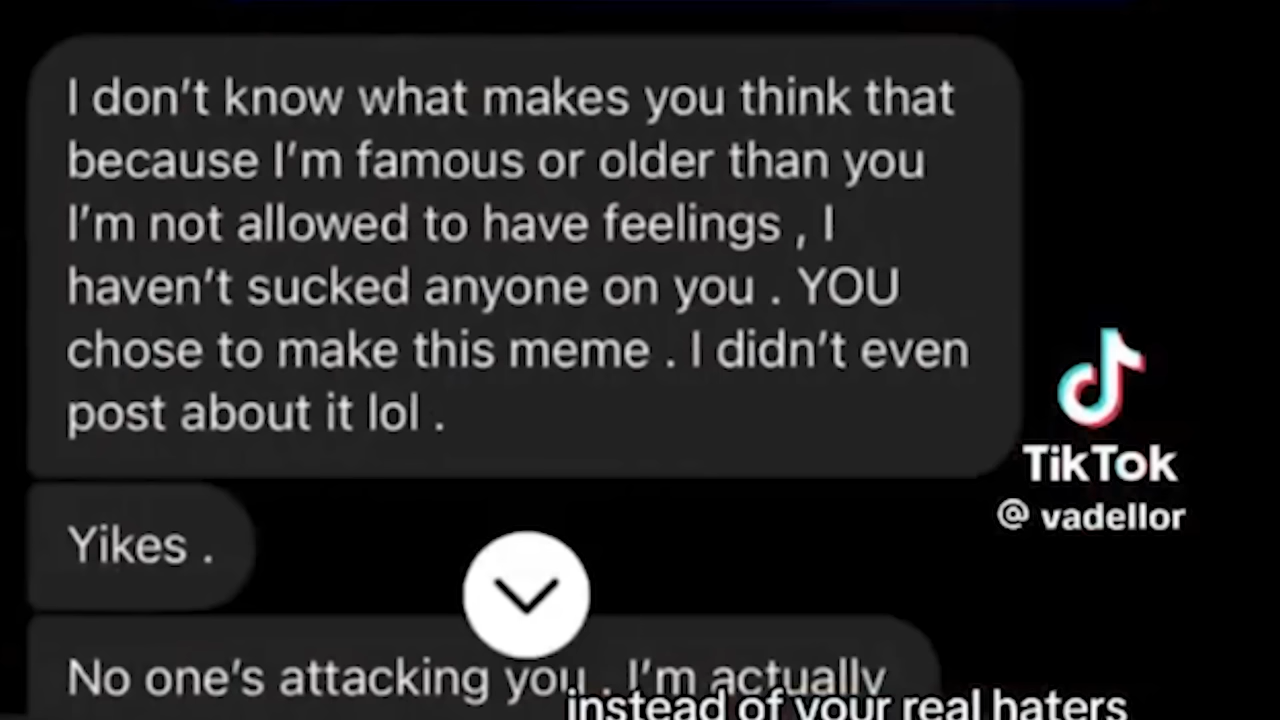 I don’t know what makes you think that
because I’m famous or older than you
I’m not allowed to have feelings , I
haven’t sucked anyone on you . YOU
chose to make this meme . I didn’t even
post about it lol .
TikTok
@ vadellor
Yikes .
No one’s attacking you . I’m actually
instead of your real haters